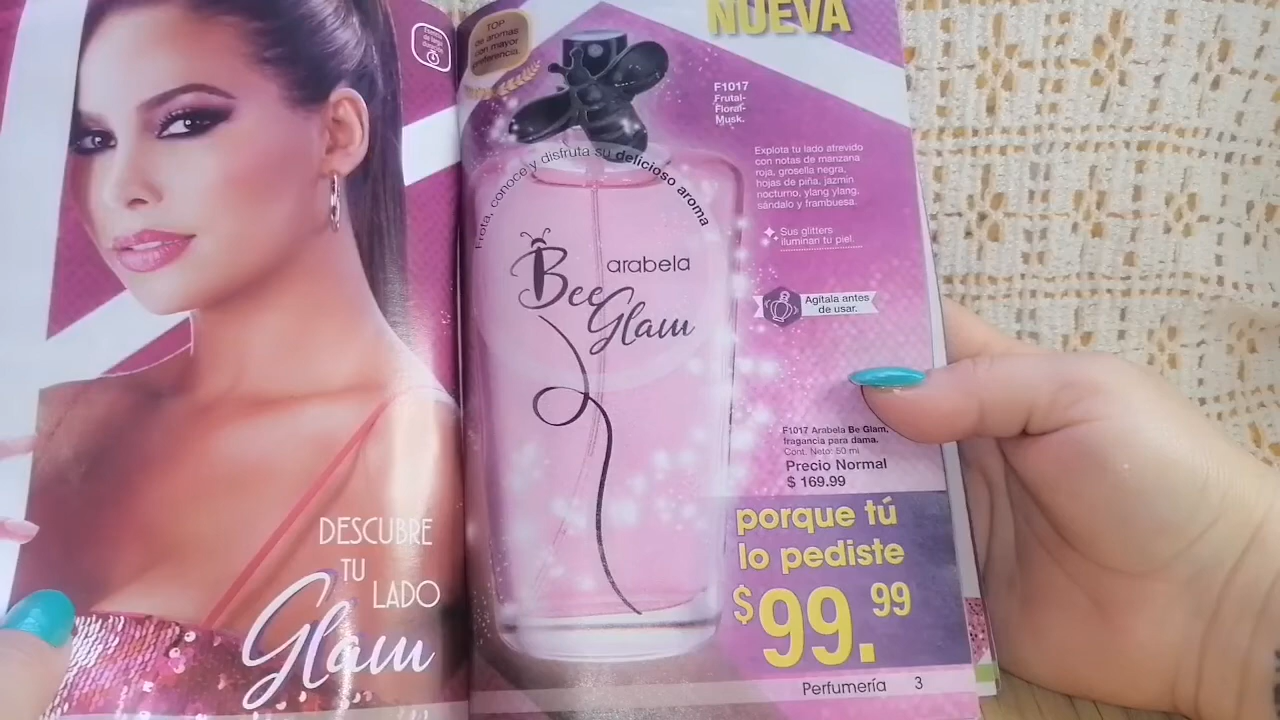 Esencia
de larga
duración
DESCUBRE
TU
LADO
Glam
TOP
de aromas
con mayor
preferencia.
NUEVA
F1017
Frutal-
Floral-
Musk.
Frota, conoce y disfruta su delicioso aroma
Explota tu lado atrevido
con notas de manzana
roja, grosella negra,
hojas de piña, jazmín
nocturno, ylang ylang,
sándalo y frambuesa.
Sus glitters
iluminan tu piel.
arabela
Bee
Glam
Agítala antes
de usar.
F1017 Arabela Be Glam,
fragancia para dama.
Cont. Neto: 50 ml
Precio Normal
$ 169.99
porque tú
lo pediste
$99.99
Perfumería 3